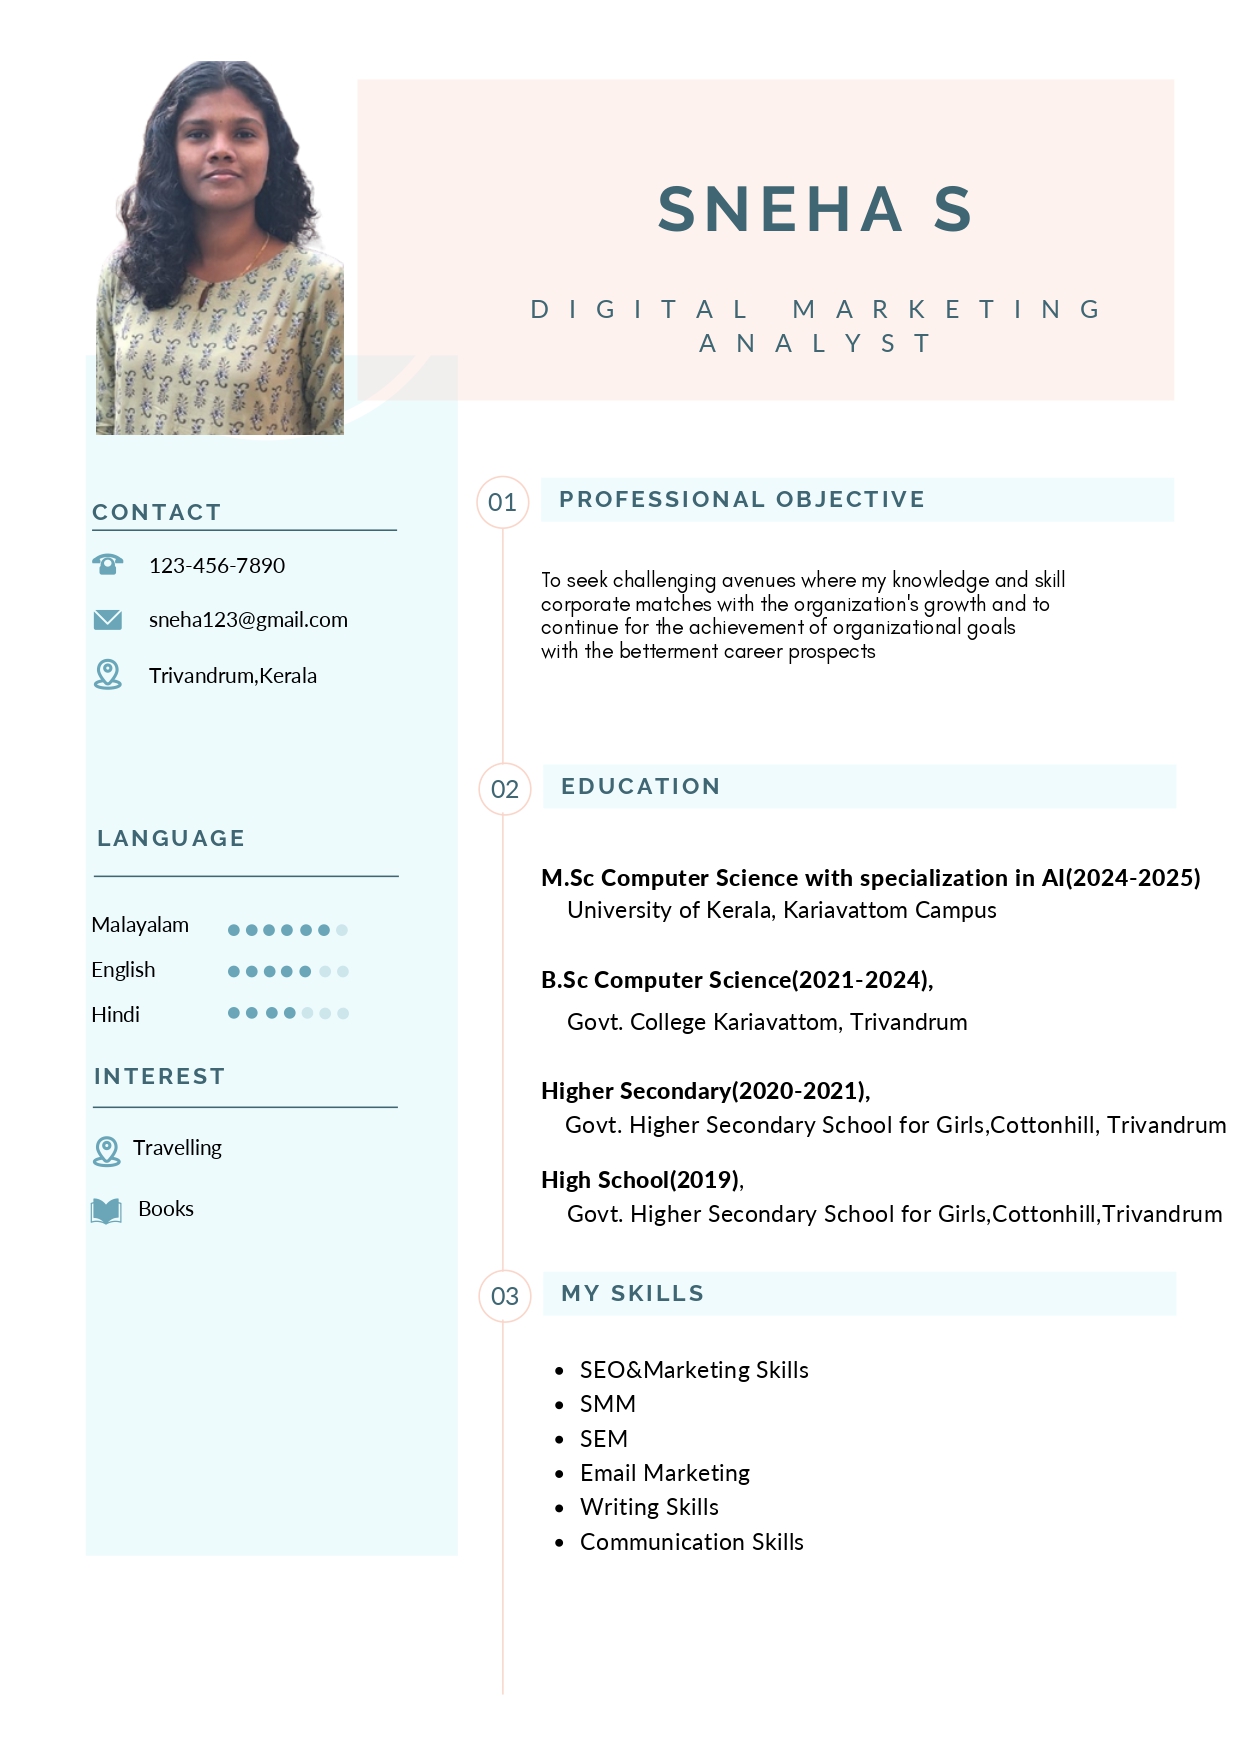 SNEHA S
DIGITAL MARKETING
ANALYST
CONTACT
123-456-7890
sneha123@gmail.com
Trivandrum,Kerala
LANGUAGE
Malayalam
English
Hindi
INTEREST
Travelling
Books
01
PROFESSIONAL OBJECTIVE
To seek challenging avenues where my knowledge and skill
corporate matches with the organization's growth and to
continue for the achievement of organizational goals
with the betterment career prospects
02
EDUCATION
M.Sc Computer Science with specialization in AI(2024-2025)
University of Kerala, Kariavattom Campus
B.Sc Computer Science(2021-2024),
Govt. College Kariavattom, Trivandrum
Higher Secondary(2020-2021),
Govt. Higher Secondary School for Girls,Cottonhill, Trivandrum
High School(2019),
Govt. Higher Secondary School for Girls,Cottonhill,Trivandrum
03
MY SKILLS
• SEO&Marketing Skills
• SMM
• SEM
• Email Marketing
• Writing Skills
• Communication Skills